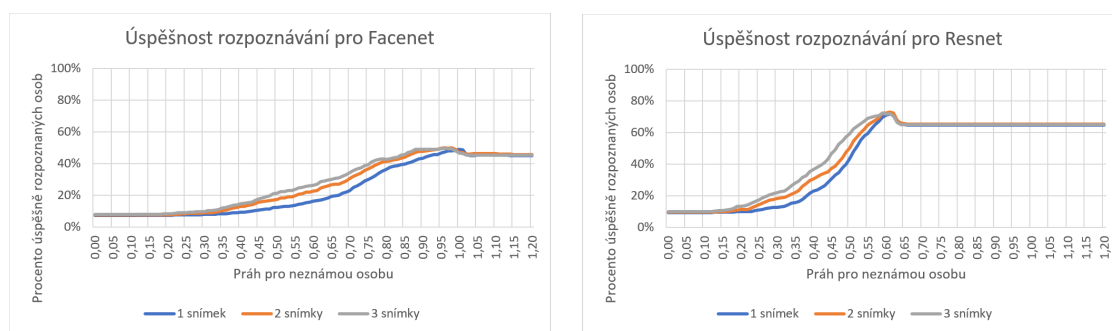 Úspěšnost rozpoznávání pro Facenet
Procento úspěšně rozpoznaných osob
100%
80%
60%
40%
20%
0%
0,00 0,05 0,10 0,15 0,20 0,25 0,30 0,35 0,40 0,45 0,50 0,55 0,60 0,65 0,70 0,75 0,80 0,85 0,90 0,95 1,00 1,05 1,10 1,15 1,20
Práh pro neznámou osobu
1 snímek 2 snímky 3 snímky
Úspěšnost rozpoznávání pro Resnet
Procento úspěšně rozpoznaných osob
100%
80%
60%
40%
20%
0%
0,00 0,05 0,10 0,15 0,20 0,25 0,30 0,35 0,40 0,45 0,50 0,55 0,60 0,65 0,70 0,75 0,80 0,85 0,90 0,95 1,00 1,05 1,10 1,15 1,20
Práh pro neznámou osobu
1 snímek 2 snímky 3 snímky